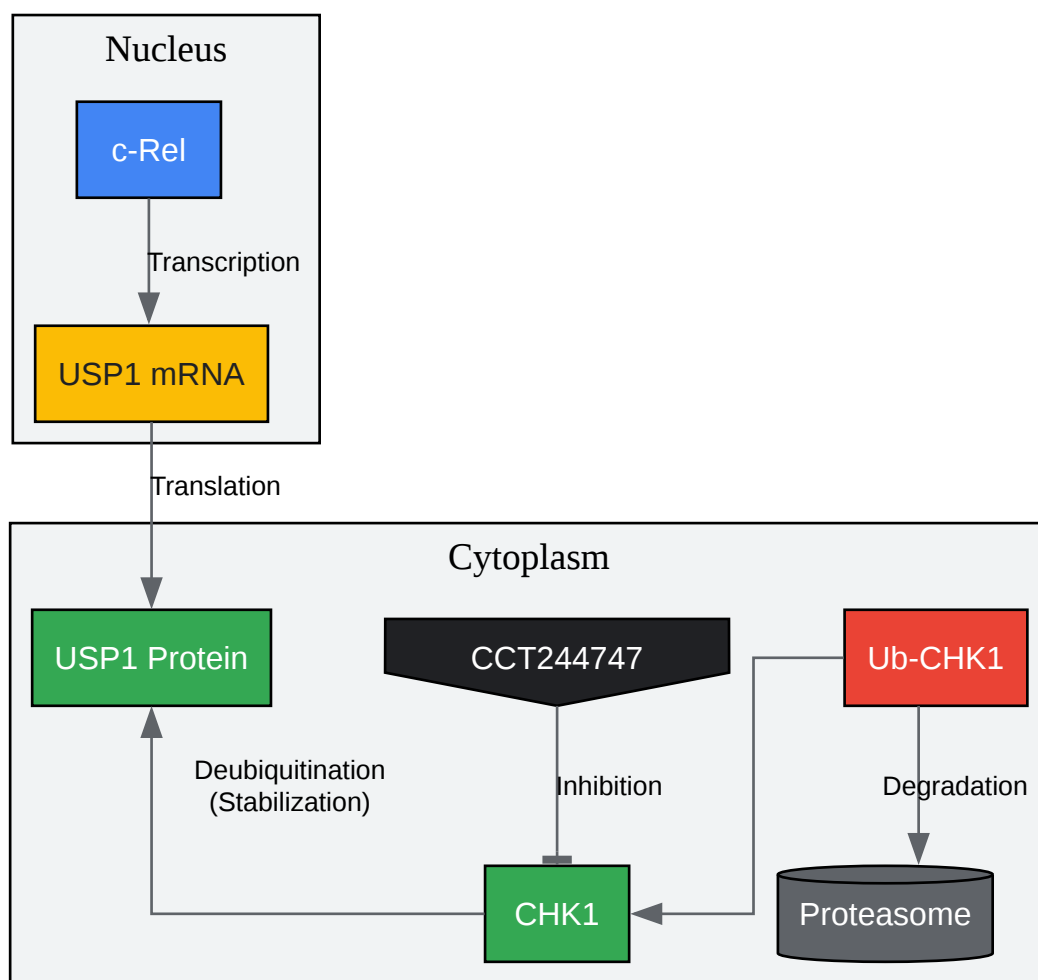 Nucleus
c-Rel
Transcription
USP1 mRNA
Translation
Cytoplasm
USP1 Protein
CCT244747
Ub-CHK1
Deubiquitination
(Stabilization)
Inhibition
Degradation
CHK1
Proteasome